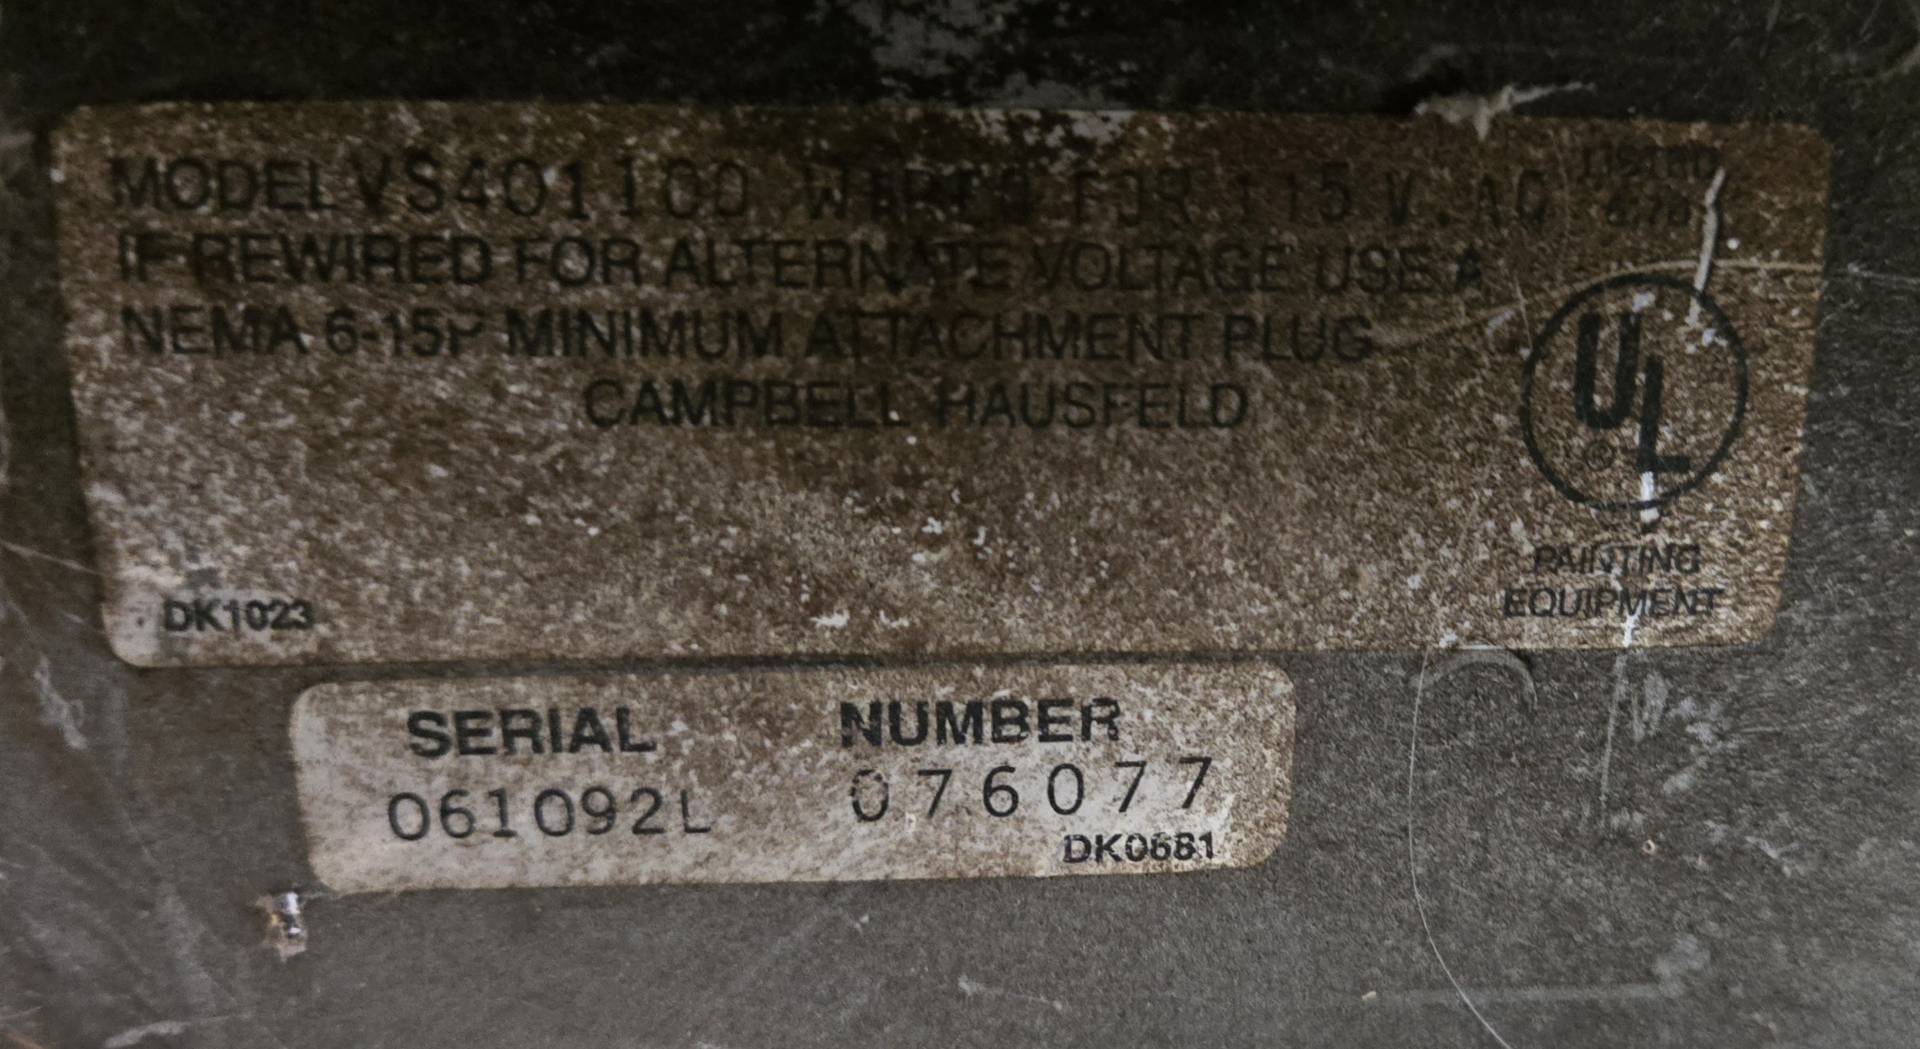 MODEL VS401100 WIRED FOR 115 V. AC
LISTED
IF REWIRED FOR ALTERNATE VOLTAGE USE A
NEMA 6-15P MINIMUM ATTACHMENT PLUG
CAMPBELL HAUSFELD
UL
®
PAINTING
EQUIPMENT
DK1023
SERIAL NUMBER
061092L 076077
DK0681